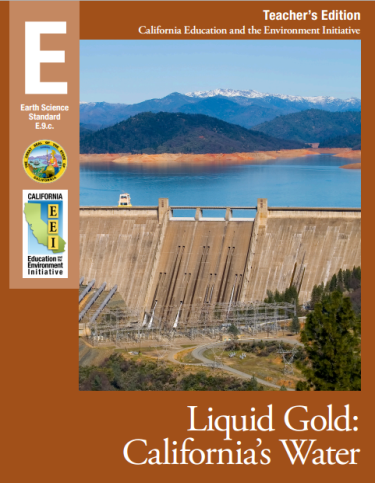 Teacher's Edition
California Education and the Environment Initiative
E
Earth Science
Standard
E.9.c.
CALIFORNIA
EEI
Education and the
Environment
Initiative
Liquid Gold:
California's Water